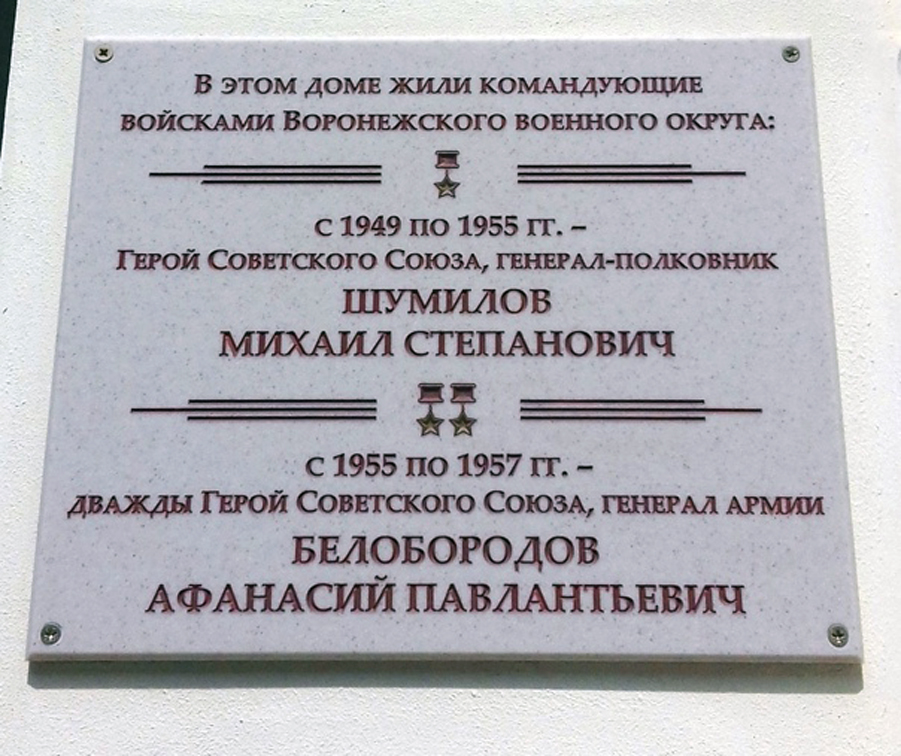 В этом доме жили командующие
войсками Воронежского военного округа:
с 1949 по 1955 гг. –
Герой Советского Союза, генерал-полковник
ШУМИЛОВ
МИХАИЛ СТЕПАНОВИЧ
с 1955 по 1957 гг. –
дважды Герой Советского Союза, генерал армии
БЕЛОБОРОДОВ
АФАНАСИЙ ПАВЛАНТЬЕВИЧ